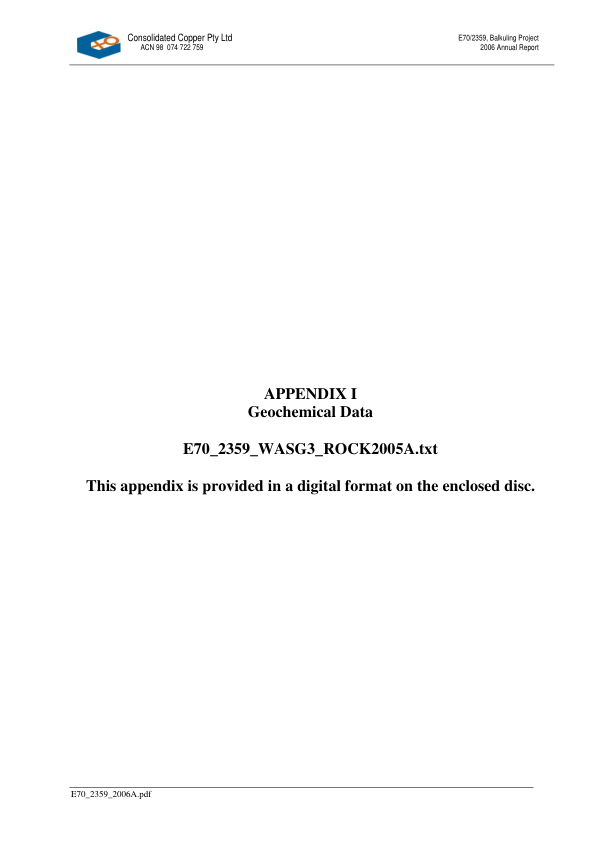 Consolidated Copper Pty Ltd
ACN 98 074 722 759
E70/2359, Balkuling Project
2006 Annual Report
APPENDIX I
Geochemical Data
E70_2359_WASG3_ROCK2005A.txt
This appendix is provided in a digital format on the enclosed disc.
E70_2359_2006A.pdf